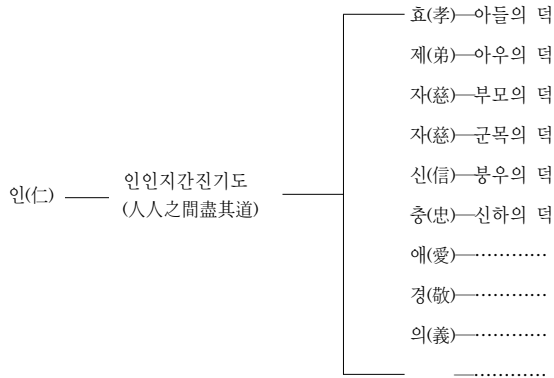 효(孝)—아들의 덕
제(弟)—아우의 덕
자(慈)—부모의 덕
자(慈)—군목의 덕
신(信)—붕우의 덕
충(忠)—신하의 덕
애(愛)—…………
경(敬)—…………
의(義)—…………
—…………
인(仁) — 인인지간진기도
(人人之間盡其道)